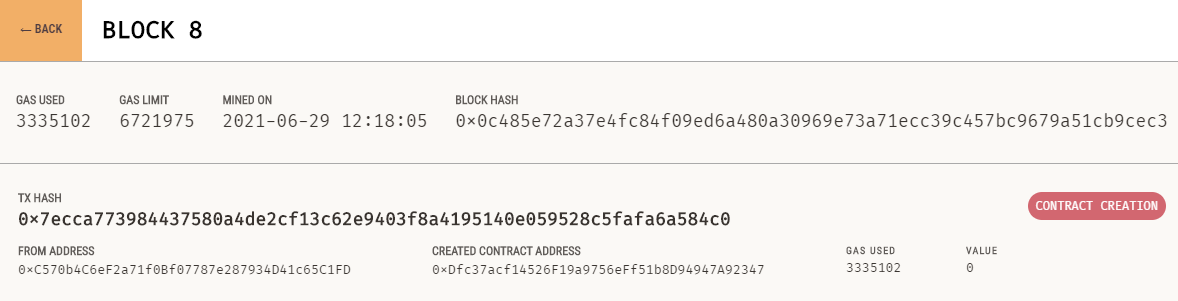 ← BACK
BLOCK 8
GAS USED GAS LIMIT MINED ON BLOCK HASH
3335102 6721975 2021-06-29 12:18:05 0×0c485e72a37e4fc84f09ed6a480a30969e73a71ecc39c457bc9679a51cb9cec3
TX HASH
0×7ecca773984437580a4de2cf13c62e9403f8a4195140e059528c5fafa6a584c0
CONTRACT CREATION
FROM ADDRESS CREATED CONTRACT ADDRESS GAS USED VALUE
0×C570b4C6eF2a71f0Bf07787e287934D41c65C1FD 0×Dfc37acf14526F19a9756eFf51b8D94947A92347 3335102 0